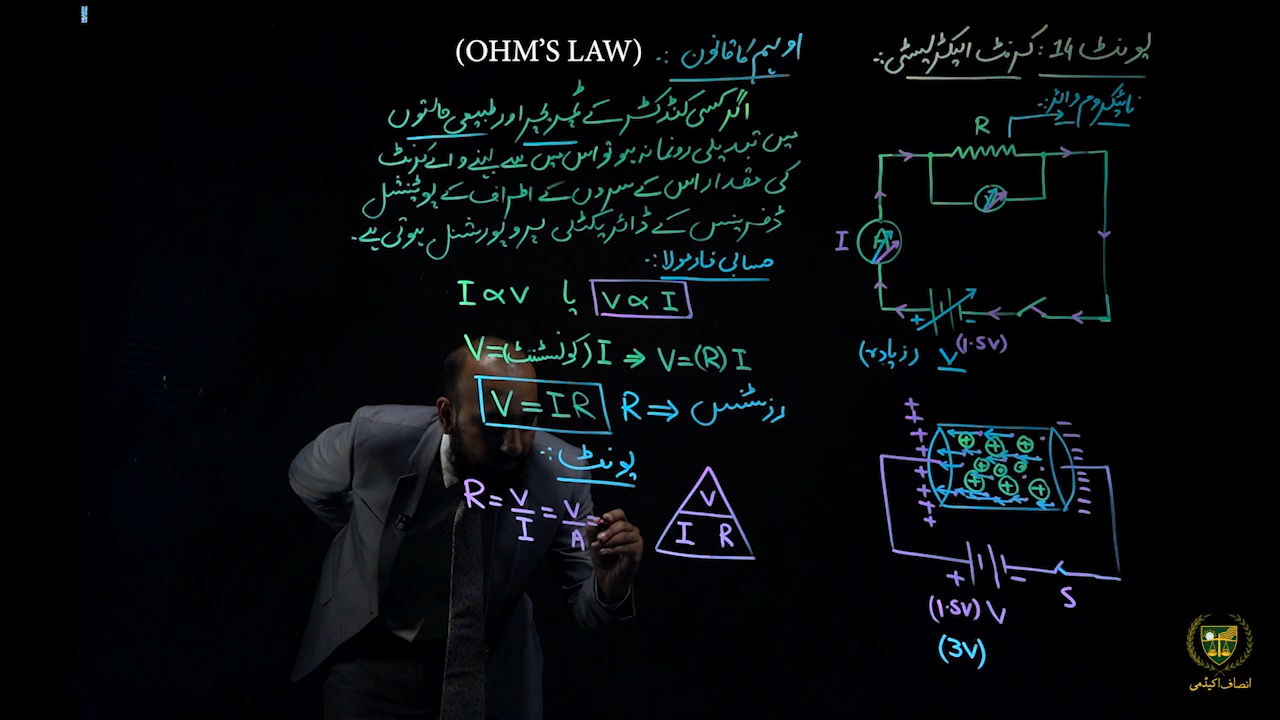 یونٹ 14: کرنٹ الیکٹریسٹی :.
اوہم کا قانون :. (OHM'S LAW)
اگر کسی کنڈکٹر کے ٹمپریچر اور طبیعی حالتوں
میں تبدیلی رونما نہ ہو تو اس میں سے بہنے والے کرنٹ
کی مقدار اس کے سروں کے اطراف کے پوٹینشل
ڈفرینس کے ڈائریکٹلی پروپورشنل ہوتی ہے۔
حسابی فارمولا :.
I ∝ V یا V ∝ I
V = (کونسٹنٹ) I ⇒ V = (R) I
V = IR R ⇒ رزسٹنس
یونٹ :.
R = V/I = V/A =
V
I R
نائیکروم وائر :.
R
V
I A
+ -
(زیادہ) V (1.5V)
+ + + + + + +
- - - - - - - -
+ + + + + + + + +
+ -
S
(1.5V) V
(3V)
انصاف اکیڈمی